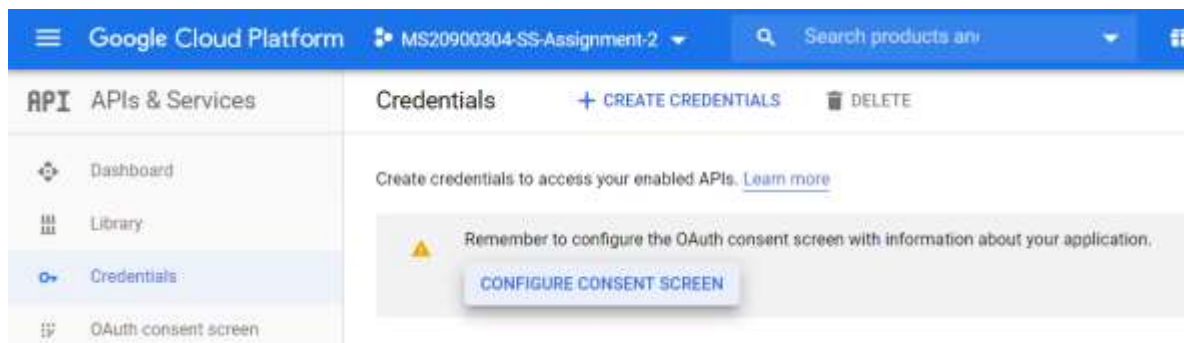 Google Cloud Platform MS20900304-SS-Assignment-2 Search products an
API APIs & Services Credentials + CREATE CREDENTIALS DELETE
Dashboard
Create credentials to access your enabled APIs. Learn more
Library
Remember to configure the OAuth consent screen with information about your application.
Credentials
CONFIGURE CONSENT SCREEN
OAuth consent screen